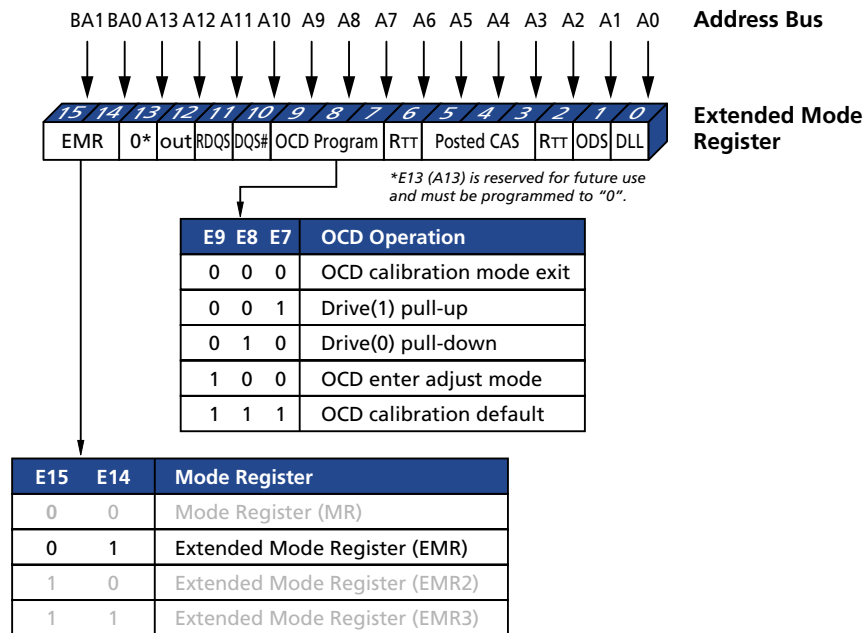 BA1 BA0 A13 A12 A11 A10 A9 A8 A7 A6 A5 A4 A3 A2 A1 A0 Address Bus
15 14 13 12 11 10 9 8 7 6 5 4 3 2 1 0
Extended Mode
Register
EMR 0* out RDQS DQS# OCD Program RTT Posted CAS RTT ODS DLL
*E13 (A13) is reserved for future use
and must be programmed to “0”.
E9 E8 E7 OCD Operation
0 0 0 OCD calibration mode exit
0 0 1 Drive(1) pull-up
0 1 0 Drive(0) pull-down
1 0 0 OCD enter adjust mode
1 1 1 OCD calibration default
E15 E14 Mode Register
0 0 Mode Register (MR)
0 1 Extended Mode Register (EMR)
1 0 Extended Mode Register (EMR2)
1 1 Extended Mode Register (EMR3)